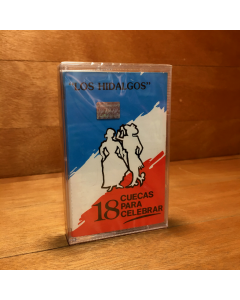 "LOS HIDALGOS"
18 CUECAS
PARA
CELEBRAR